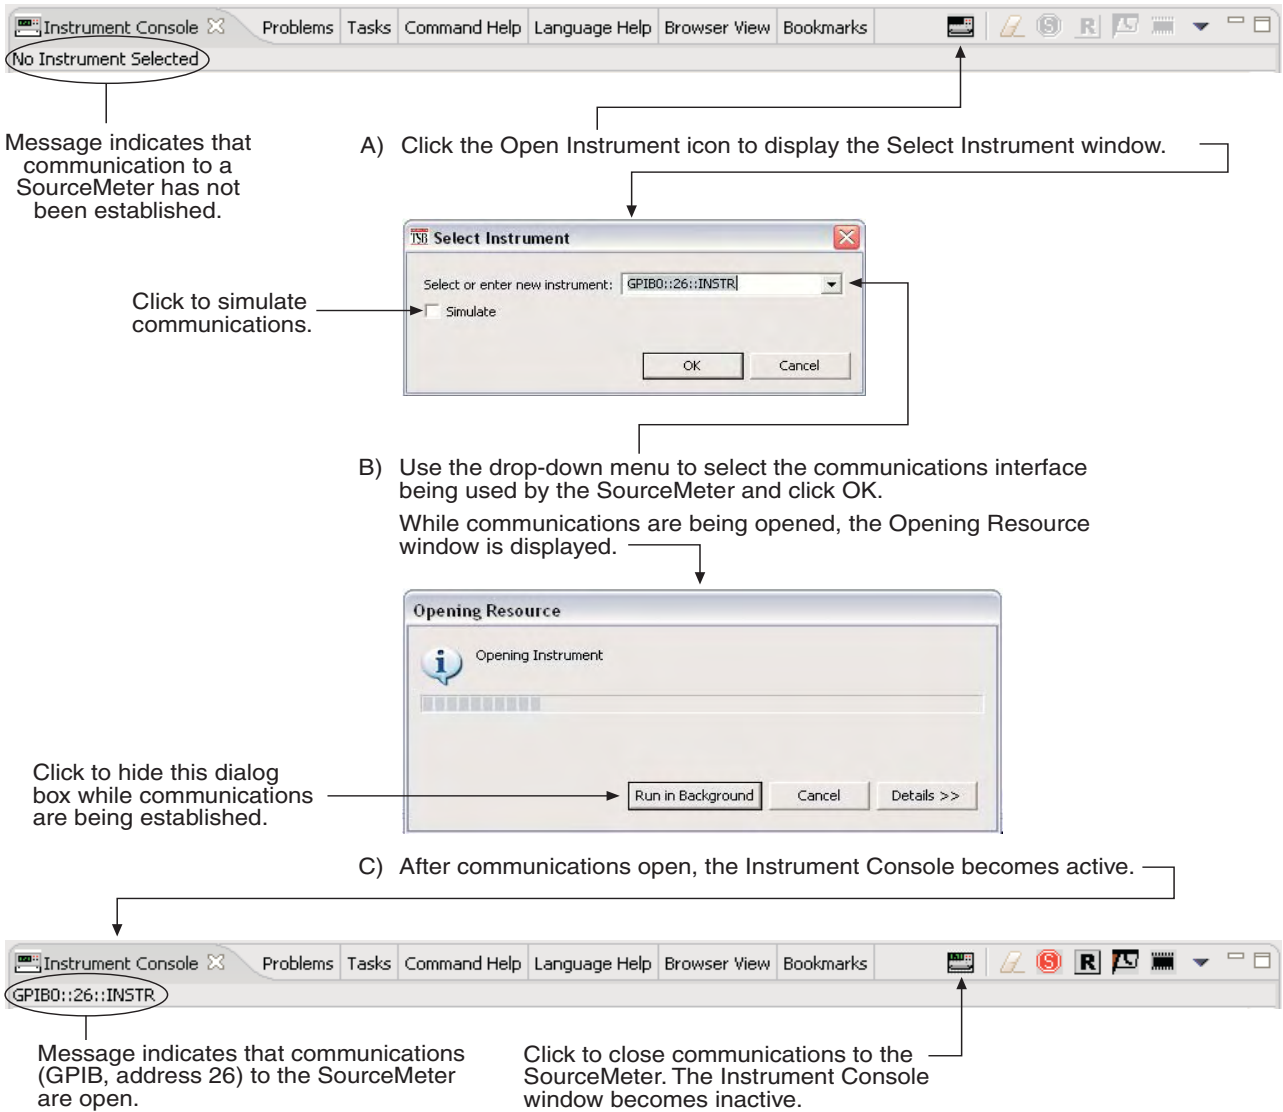 Instrument Console Problems Tasks Command Help Language Help Browser View Bookmarks
No Instrument Selected
Message indicates that
communication to a
SourceMeter has not
been established.
A) Click the Open Instrument icon to display the Select Instrument window.
TSB Select Instrument
Select or enter new instrument: GPIB0::26::INSTR
Simulate
OK Cancel
Click to simulate
communications.
B) Use the drop-down menu to select the communications interface
being used by the SourceMeter and click OK.
While communications are being opened, the Opening Resource
window is displayed.
Opening Resource
Opening Instrument
Run in Background Cancel Details >>
Click to hide this dialog
box while communications
are being established.
C) After communications open, the Instrument Console becomes active.
Instrument Console Problems Tasks Command Help Language Help Browser View Bookmarks
GPIB0::26::INSTR
Message indicates that communications
(GPIB, address 26) to the SourceMeter
are open.
Click to close communications to the
SourceMeter. The Instrument Console
window becomes inactive.